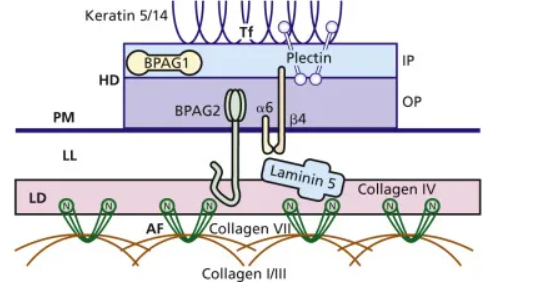 Keratin 5/14
Tf
BPAG1
Plectin
IP
HD
BPAG2
α6
β4
OP
PM
LL
Laminin 5
Collagen IV
LD
N N N N N N N N
AF
Collagen VII
Collagen I/III